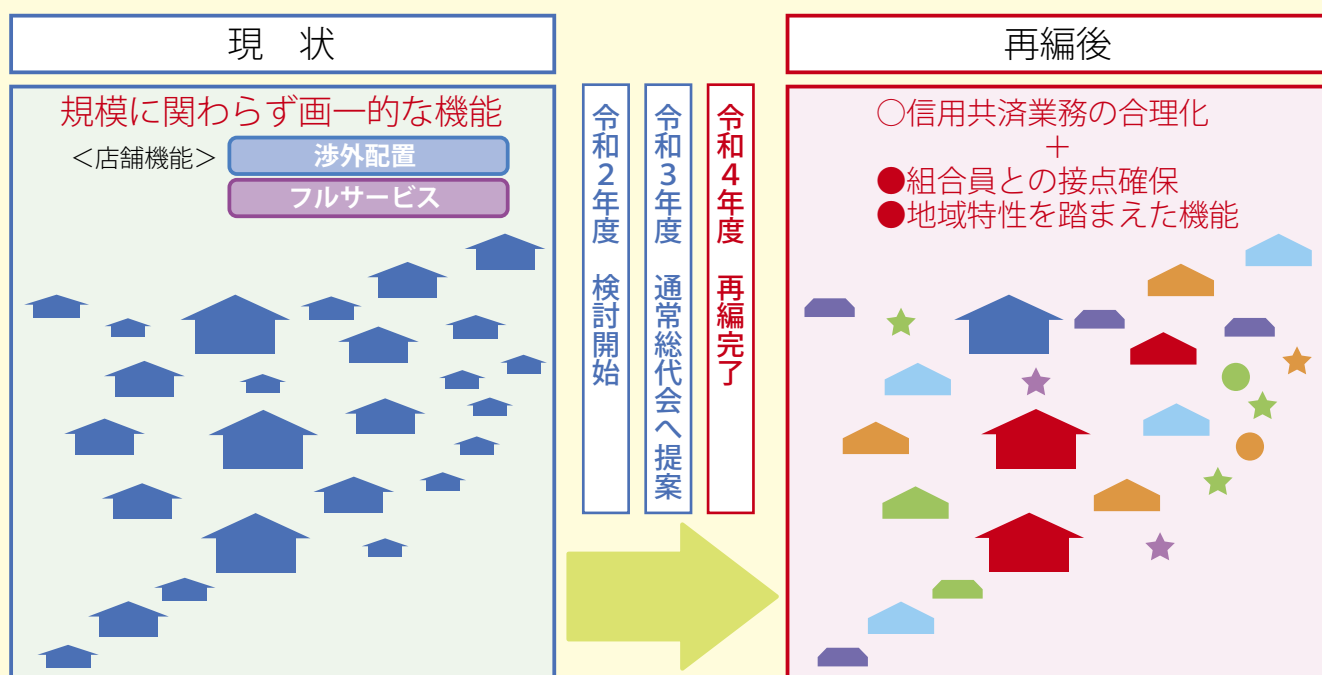 現　状
規模に関わらず画一的な機能
＜店舗機能＞
渉外配置
フルサービス
令和２年度　検討開始
令和３年度　通常総代会へ提案
令和４年度　再編完了
再編後
○信用共済業務の合理化
＋
●組合員との接点確保
●地域特性を踏まえた機能